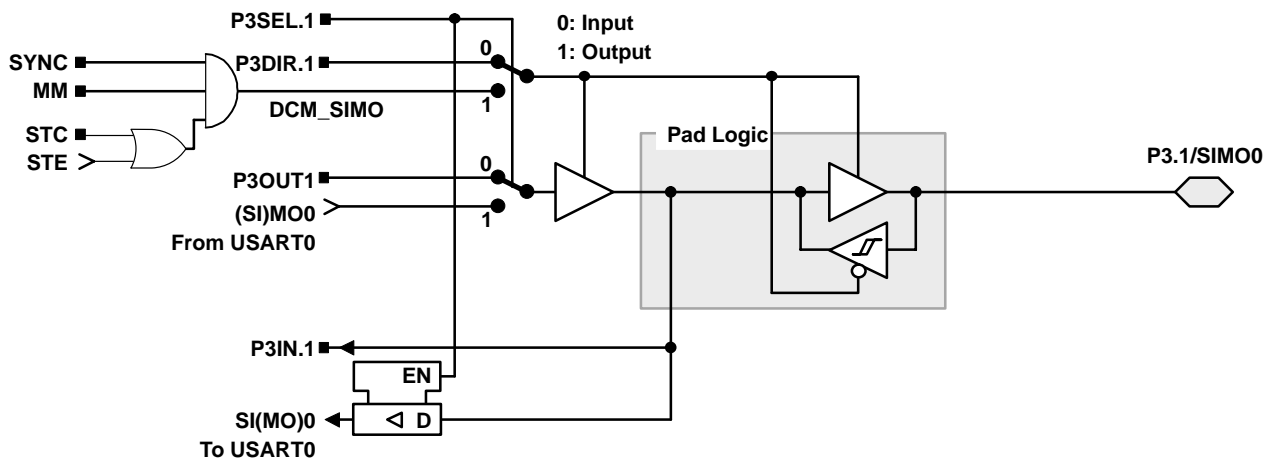 P3SEL.1
0: Input
1: Output
SYNC
P3DIR.1
0
MM
1
DCM_SIMO
STC
STE
Pad Logic
P3OUT1
0
P3.1/SIMO0
(SI)MO0
1
From USART0
P3IN.1
EN
SI(MO)0
D
To USART0